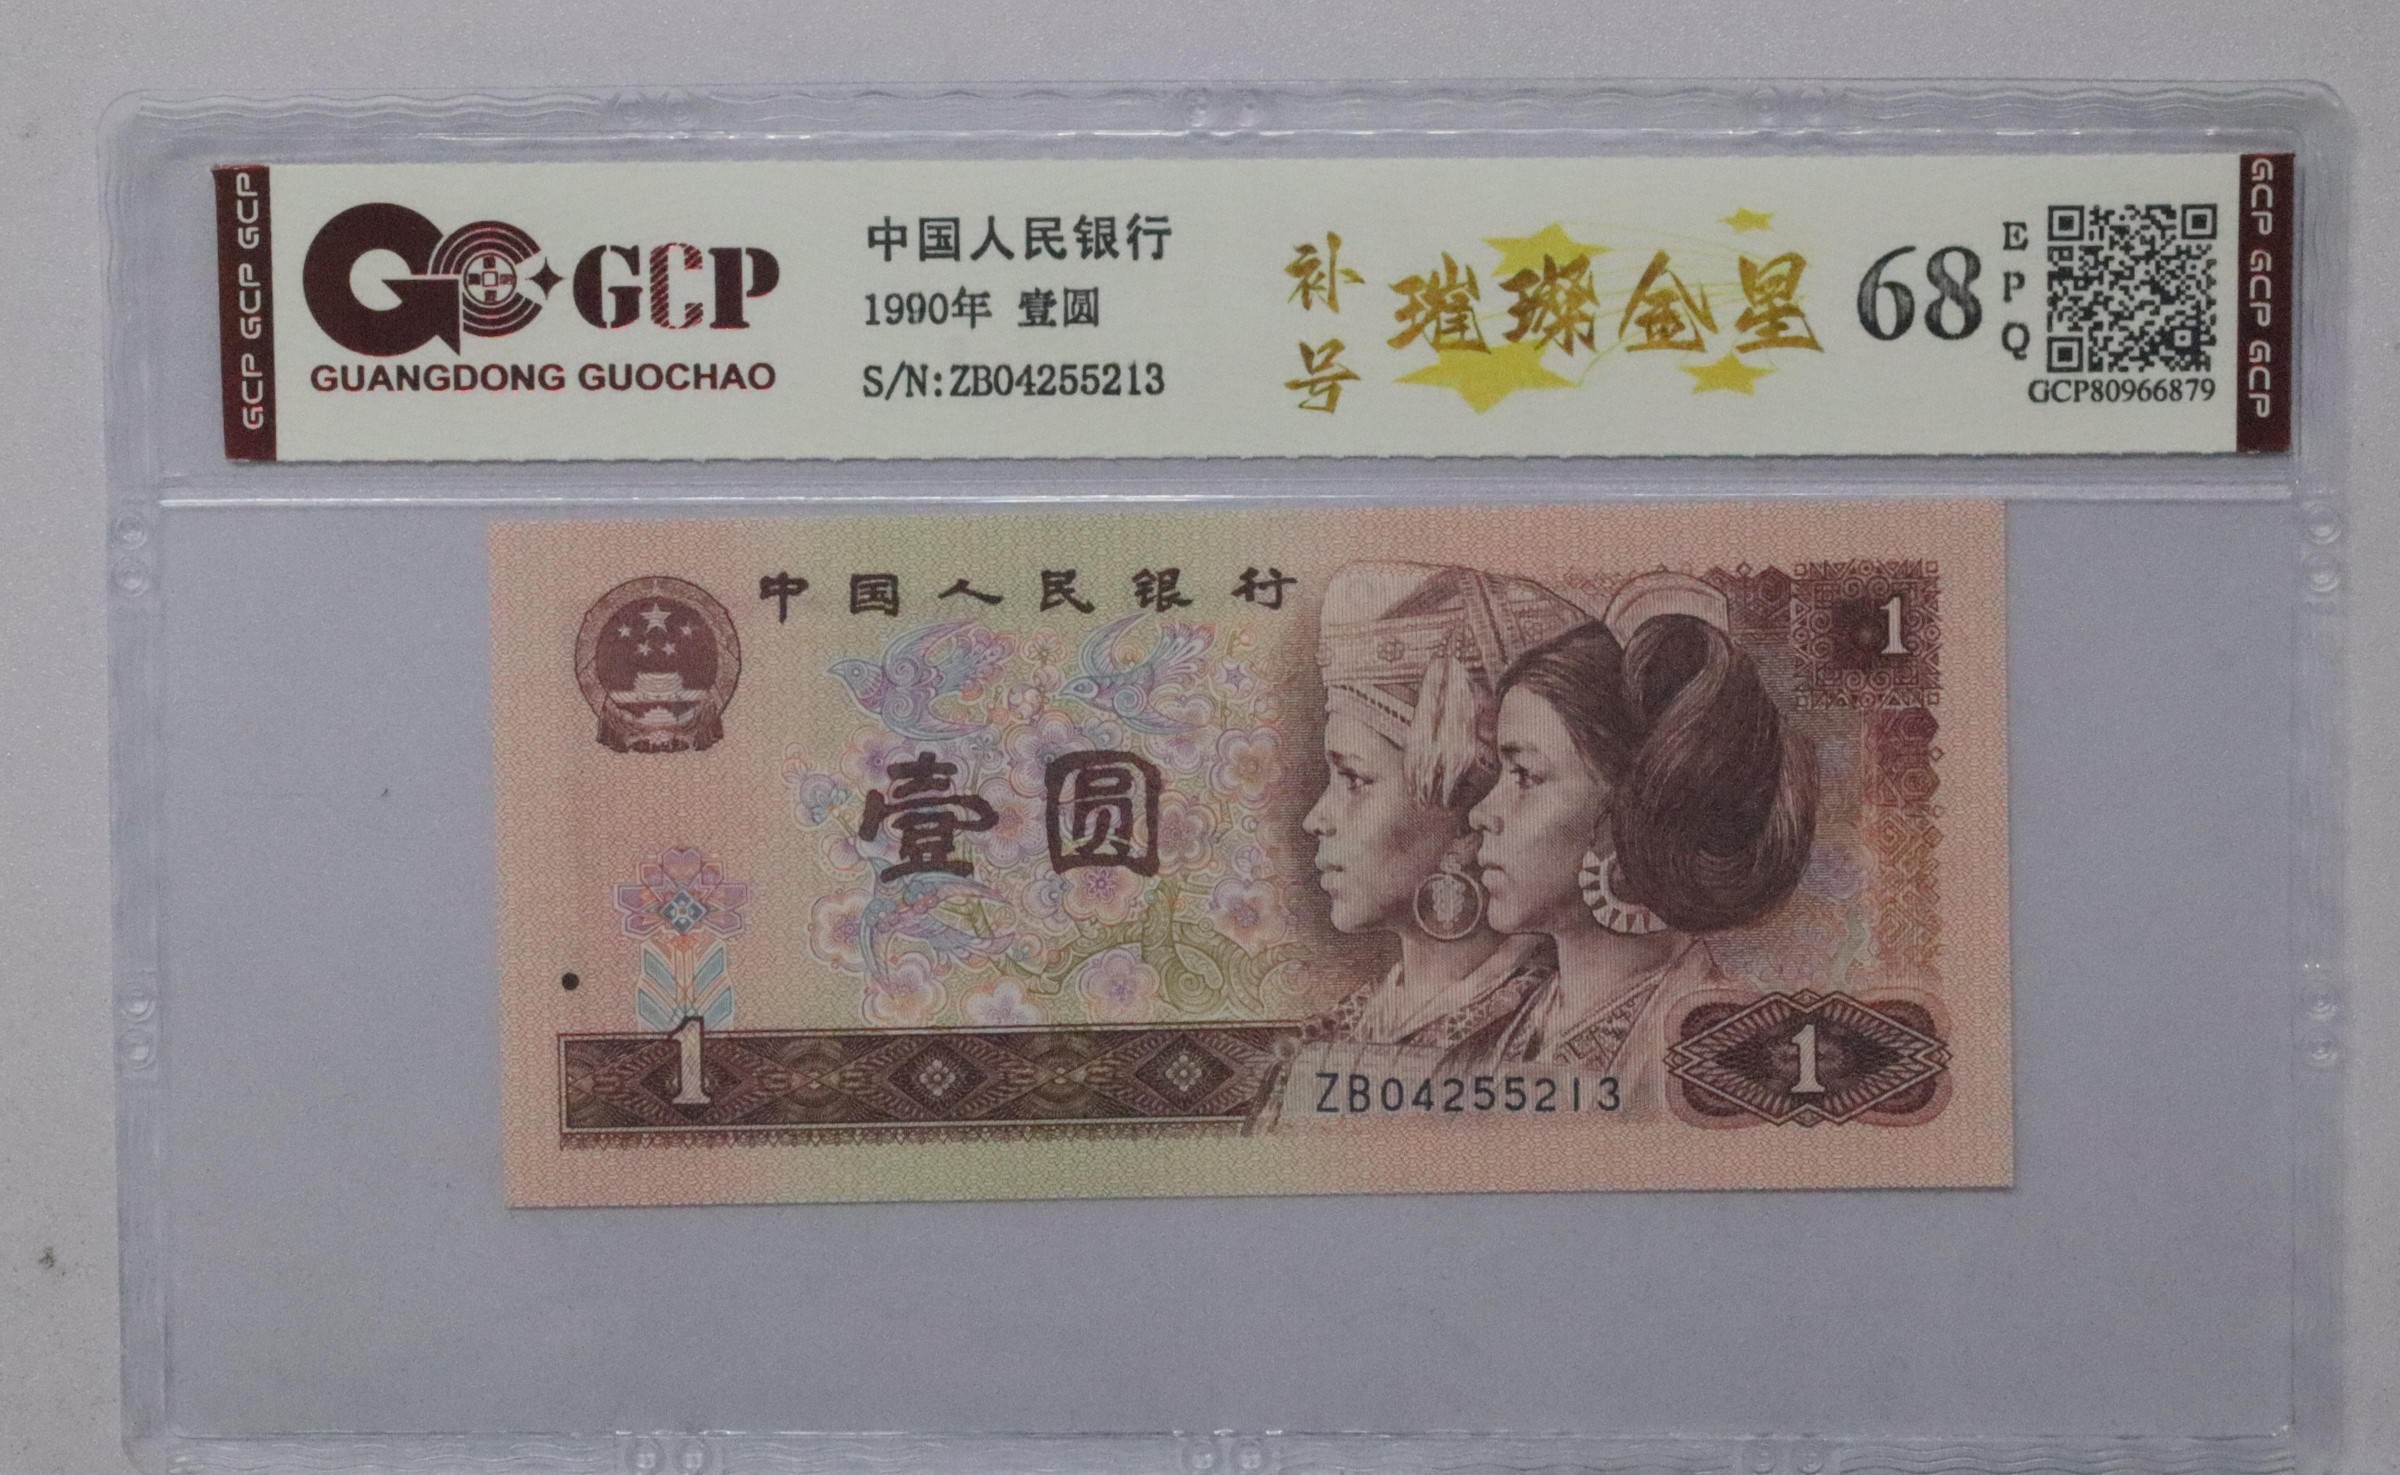 GCP GCP GCP
GCP
GUANGDONG GUOCHAO
中国人民银行
1990年 壹圆
S/N:ZB04255213
补号
璀璨金星
68
EPQ
GCP80966879
GCP GCP GCP
中国人民银行
1
壹圆
1
ZB04255213
1